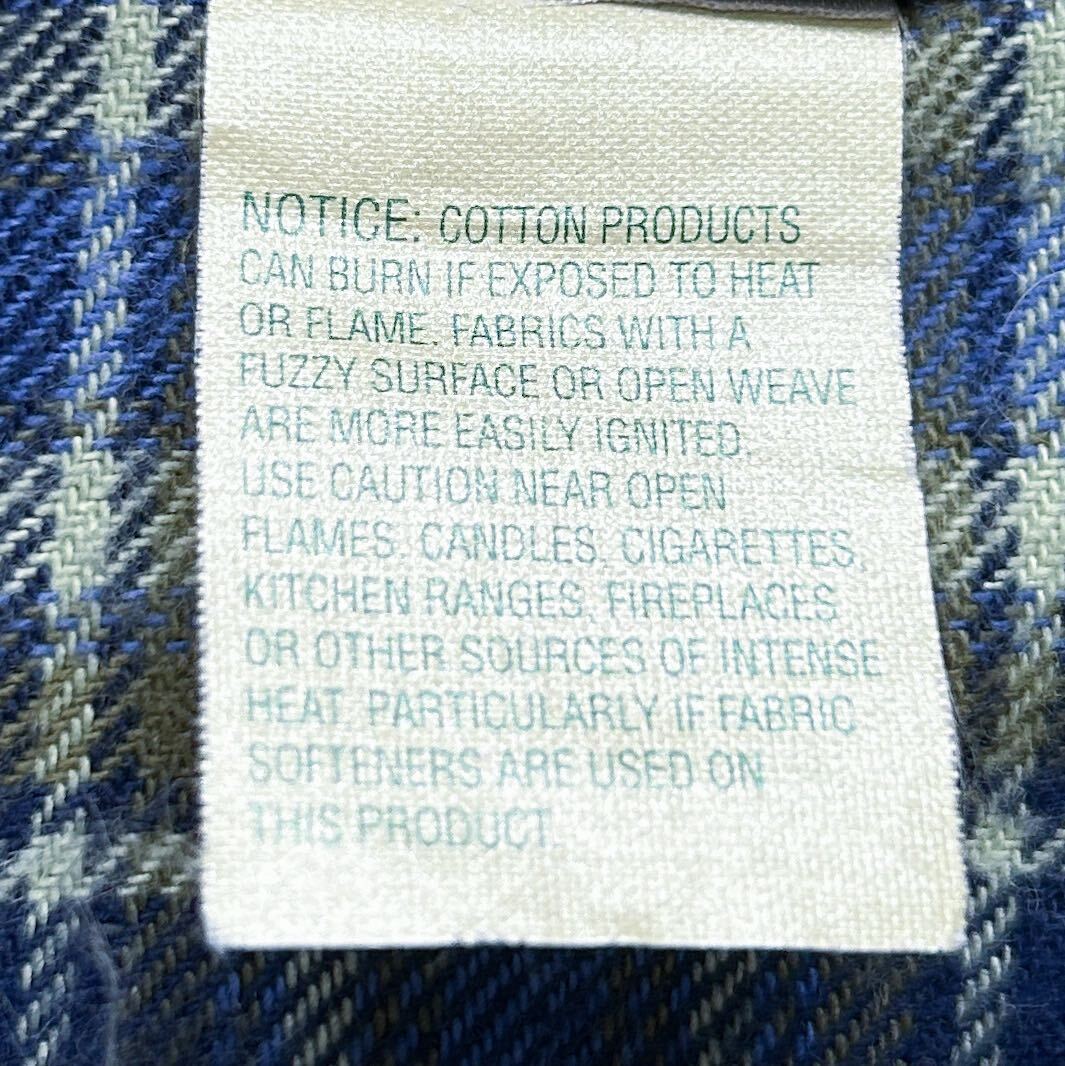 NOTICE: COTTON PRODUCTS
CAN BURN IF EXPOSED TO HEAT
OR FLAME. FABRICS WITH A
FUZZY SURFACE OR OPEN WEAVE
ARE MORE EASILY IGNITED.
USE CAUTION NEAR OPEN
FLAMES, CANDLES, CIGARETTES,
KITCHEN RANGES, FIREPLACES
OR OTHER SOURCES OF INTENSE
HEAT, PARTICULARLY IF FABRIC
SOFTENERS ARE USED ON
THIS PRODUCT.